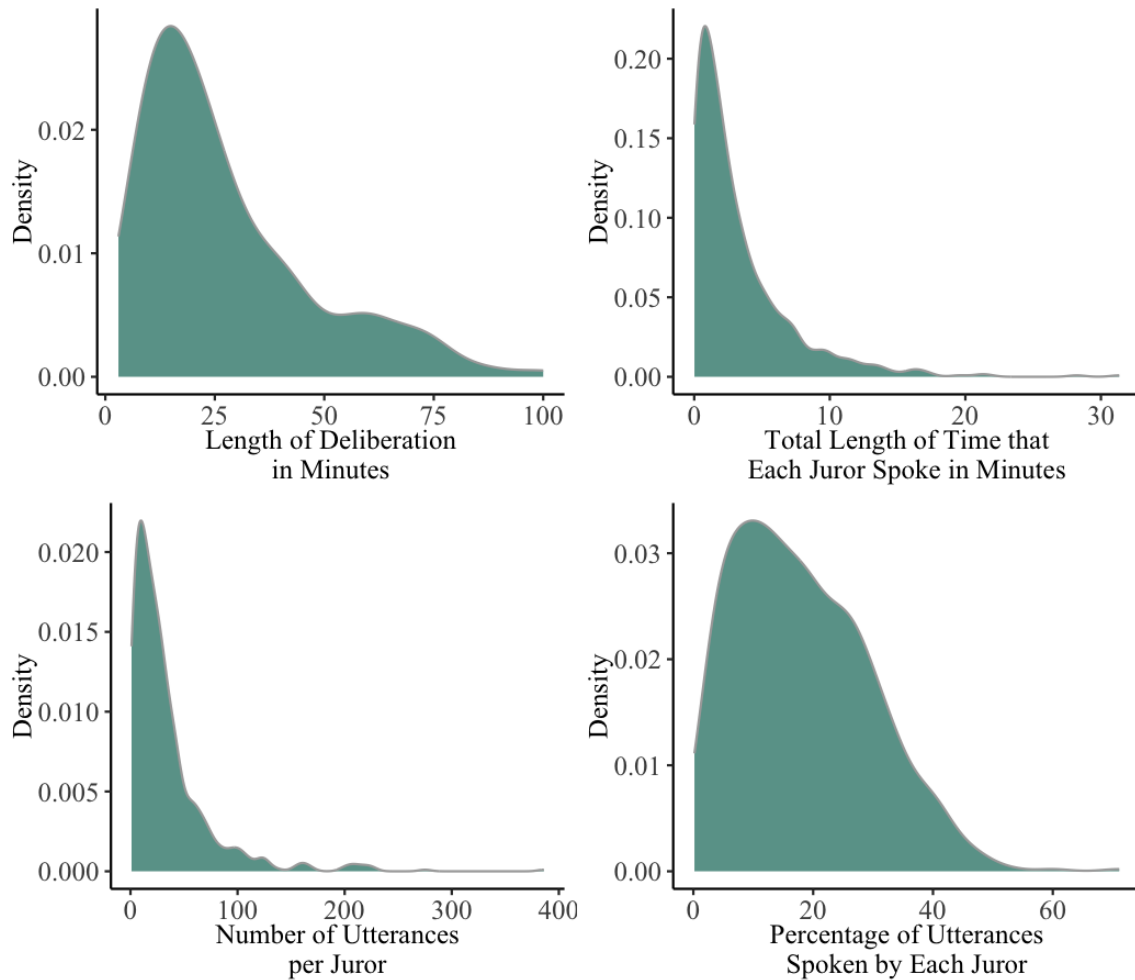 Density
0.02
0.01
0.00
0 25 50 75 100
Length of Deliberation
in Minutes
Density
0.20
0.15
0.10
0.05
0.00
0 10 20 30
Total Length of Time that
Each Juror Spoke in Minutes
Density
0.020
0.015
0.010
0.005
0.000
0 100 200 300 400
Number of Utterances
per Juror
Density
0.03
0.02
0.01
0.00
0 20 40 60
Percentage of Utterances
Spoken by Each Juror